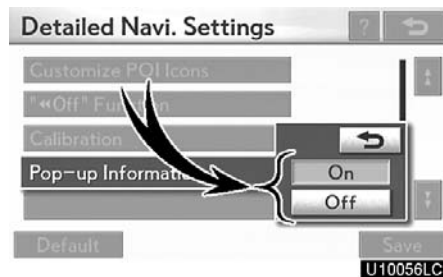 Detailed Navi. Settings ?
Customize POI Icons
"◂◂Off" Function
Calibration
Pop-up Informati
On
Off
Default Save
U10056LC